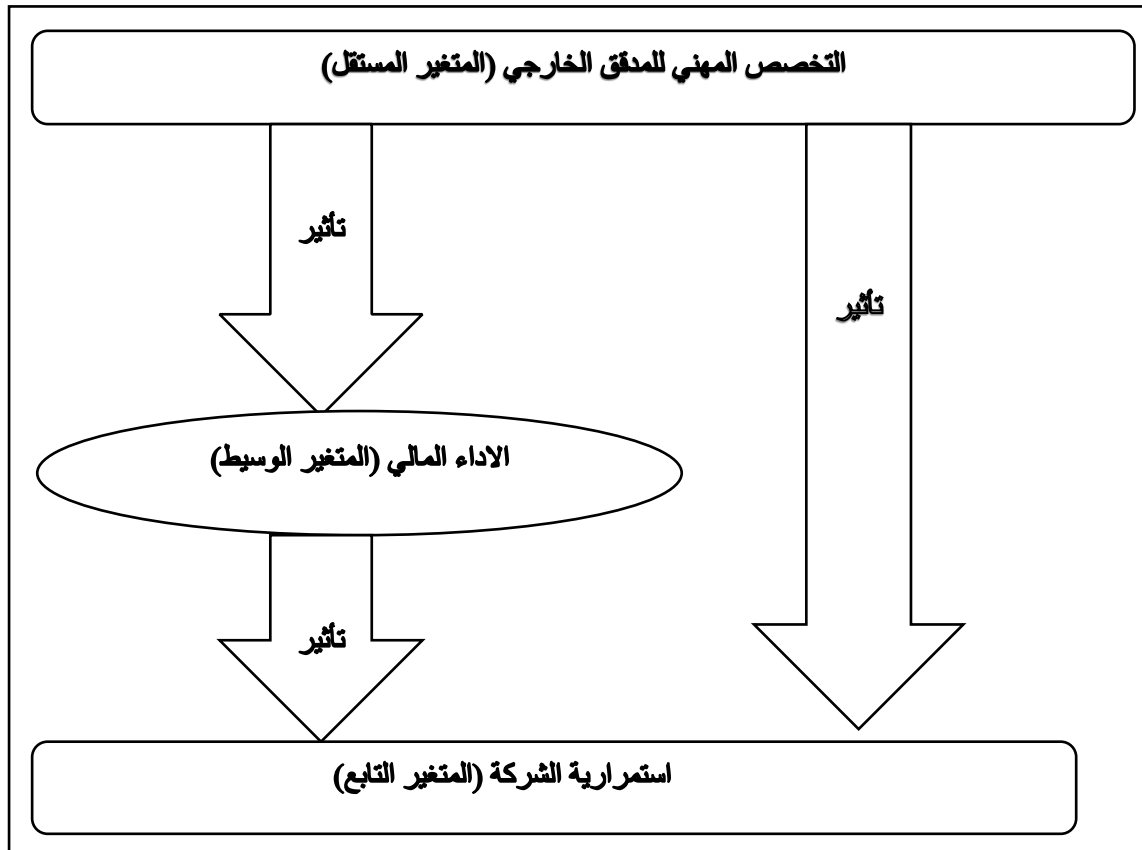 التخصص المهني للمدقق الخارجي (المتغير المستقل)
تأثير
تأثير
الاداء المالي (المتغير الوسيط)
تأثير
استمرارية الشركة (المتغير التابع)